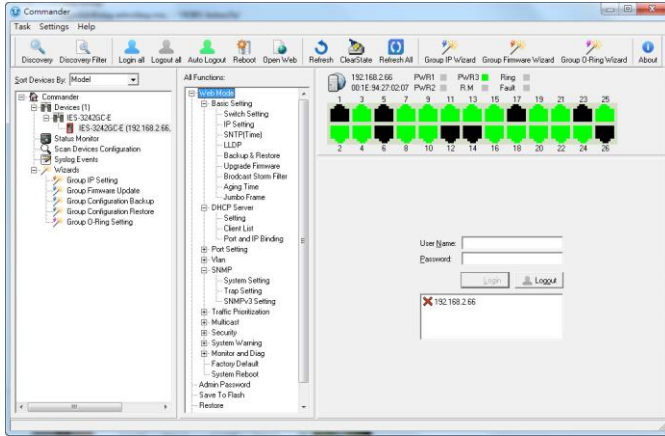 Commander
Task Settings Help
Discovery Discovery Filter Login all Logout all Auto Logout Reboot Open Web Refresh ClearState Refresh All Group IP Wizard Group Firmware Wizard Group O-Ring Wizard About
Sort Devices By: Model
Commander
Devices (1)
IES-3242GC-E
IES-3242GC-E (192.168.2.66,
Status Monitor
Scan Devices Configuration
Syslog Events
Wizards
Group IP Setting
Group Firmware Update
Group Configuration Backup
Group Configuration Restore
Group O-Ring Setting
All Functions:
Web Mode
Basic Setting
Switch Setting
IP Setting
SNTP(Time)
LLDP
Backup & Restore
Upgrade Firmware
Brodcast Storm Filter
Aging Time
Jumbo Frame
DHCP Server
Setting
Client List
Port and IP Binding
Port Setting
Vlan
SNMP
System Setting
Trap Setting
SNMPv3 Setting
Traffic Prioritization
Multicast
Security
System Warning
Monitor and Diag
Factory Default
System Reboot
Admin Password
Save To Flash
Restore
192.168.2.66 PWR1 PWR3 Ring
00:1E:94:27:02:07 PWR2 R.M Fault
1 3 5 7 9 11 13 15 17 19 21 23 25
2 4 6 8 10 12 14 16 18 20 22 24 26
User Name:
Password:
Login Logout
192.168.2.66